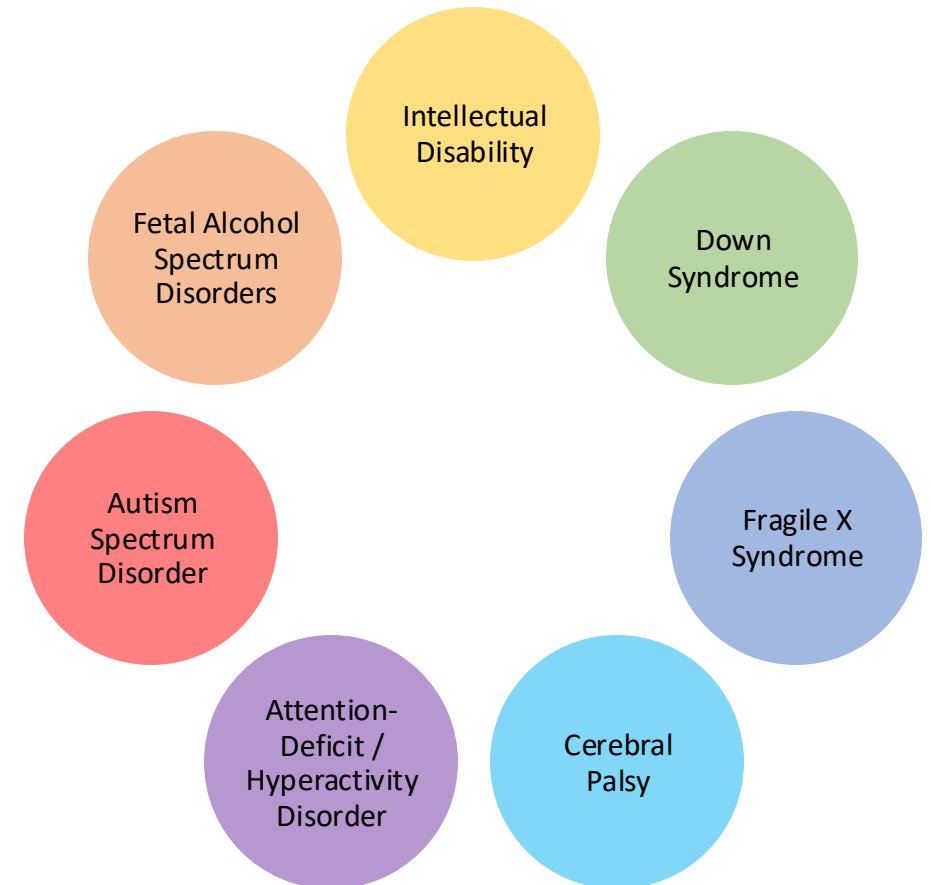 Intellectual
Disability
Down
Syndrome
Fragile X
Syndrome
Cerebral
Palsy
Attention-
Deficit /
Hyperactivity
Disorder
Autism
Spectrum
Disorder
Fetal Alcohol
Spectrum
Disorders